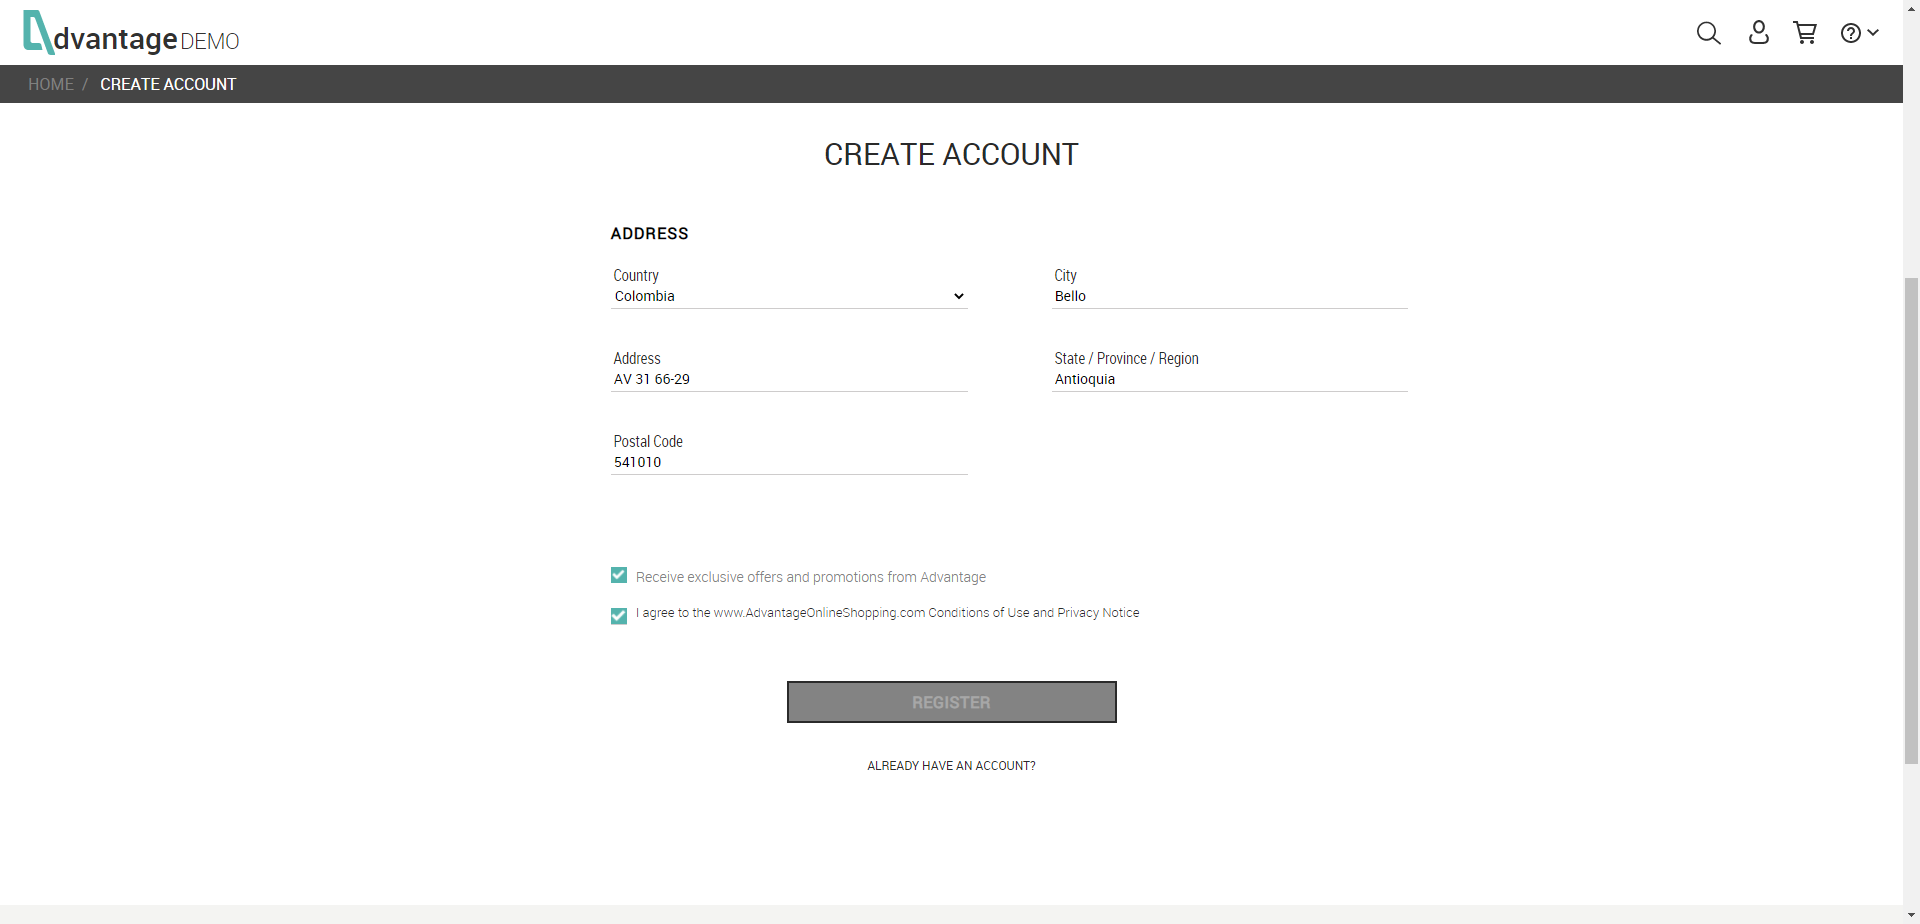 dvantage DEMO
HOME / CREATE ACCOUNT
CREATE ACCOUNT
ADDRESS
Country
Colombia
City
Bello
Address
AV 31 66-29
State / Province / Region
Antioquia
Postal Code
541010
Receive exclusive offers and promotions from Advantage
I agree to the www.AdvantageOnlineShopping.com Conditions of Use and Privacy Notice
REGISTER
ALREADY HAVE AN ACCOUNT?